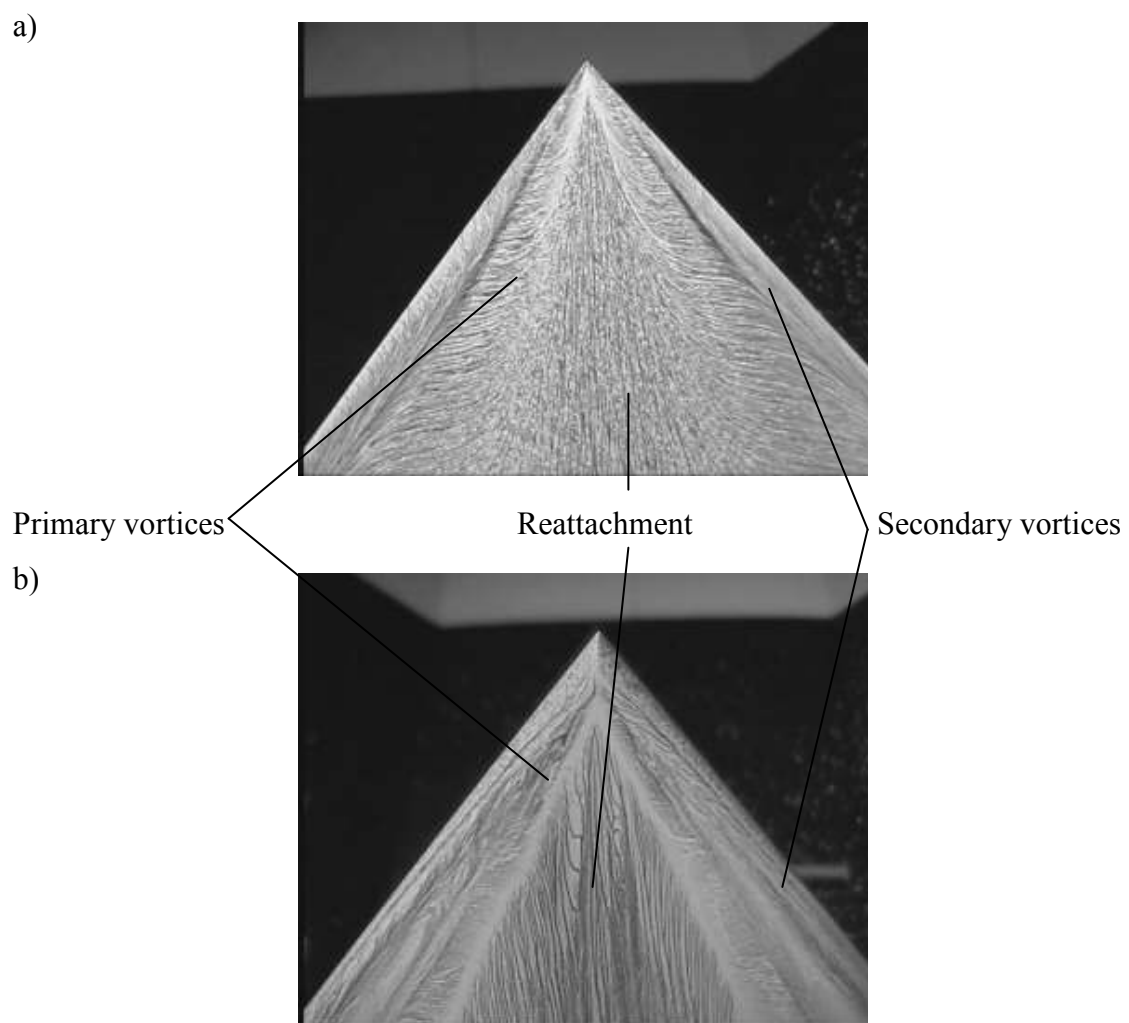 a)
Primary vortices
Reattachment
Secondary vortices
b)